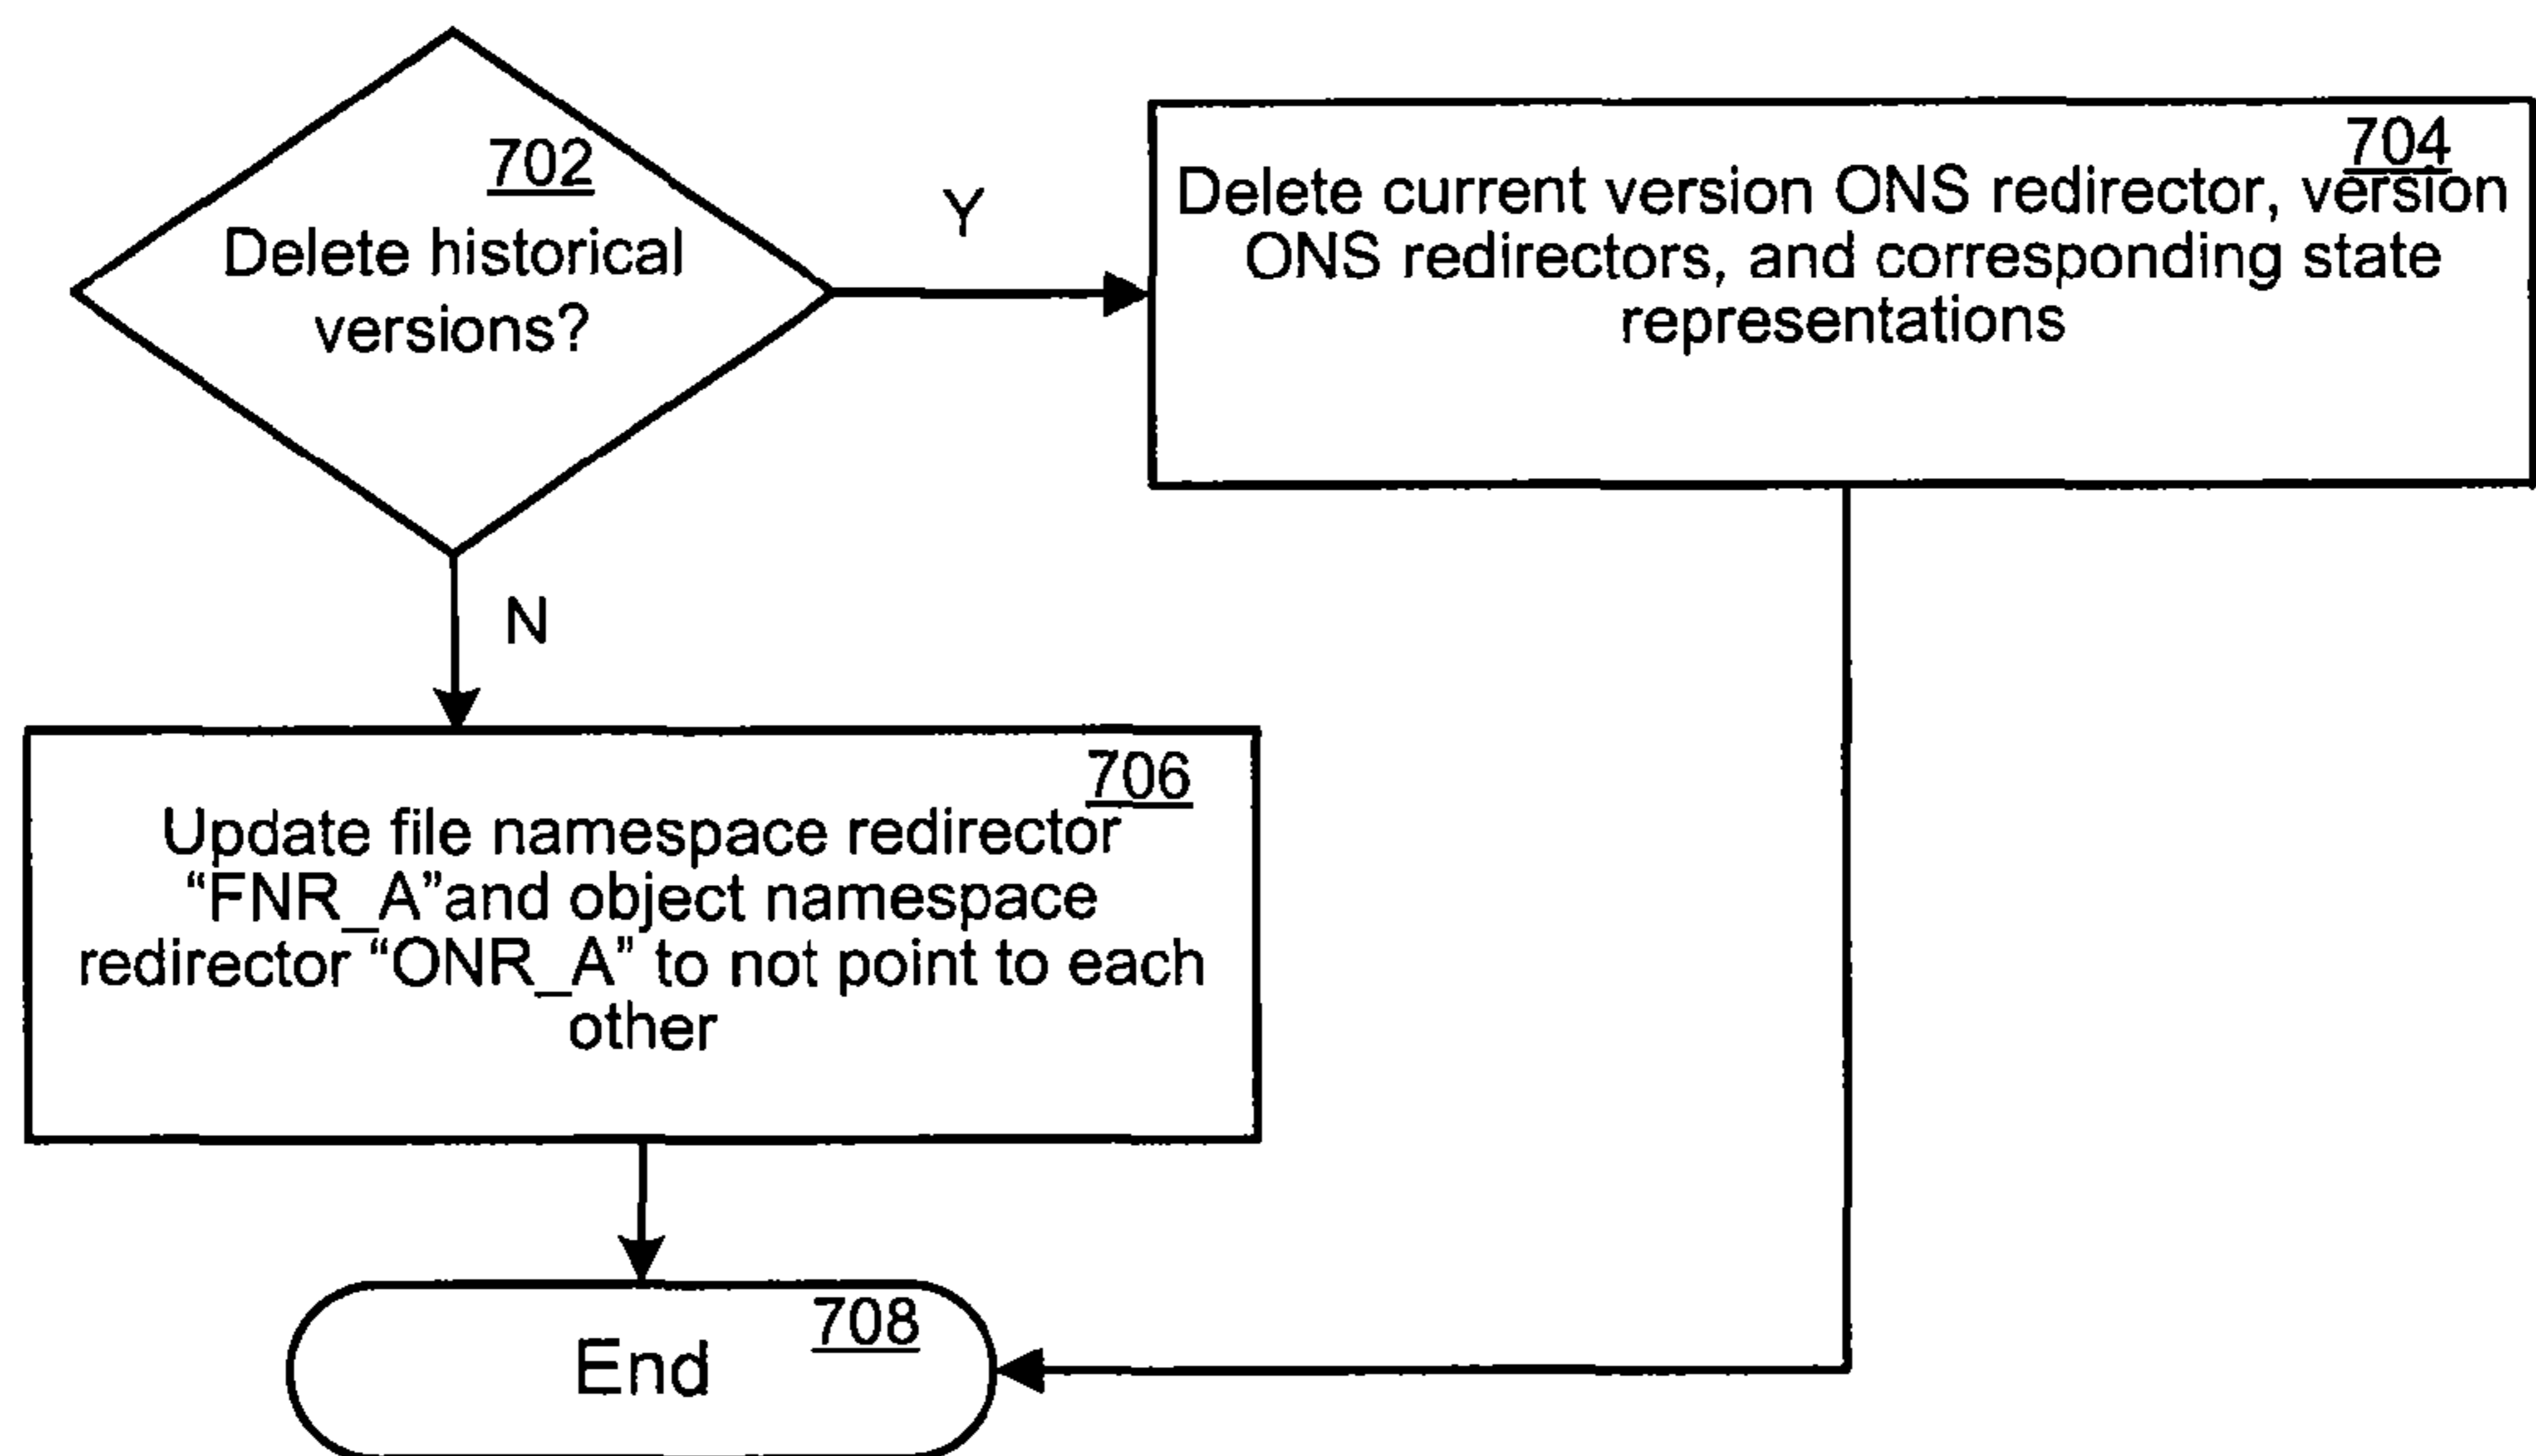 702
Delete historical
versions?
Y
704
Delete current version ONS redirector, version
ONS redirectors, and corresponding state
representations
N
706
Update file namespace redirector
“FNR_A”and object namespace
redirector “ONR_A” to not point to each
other
708
End